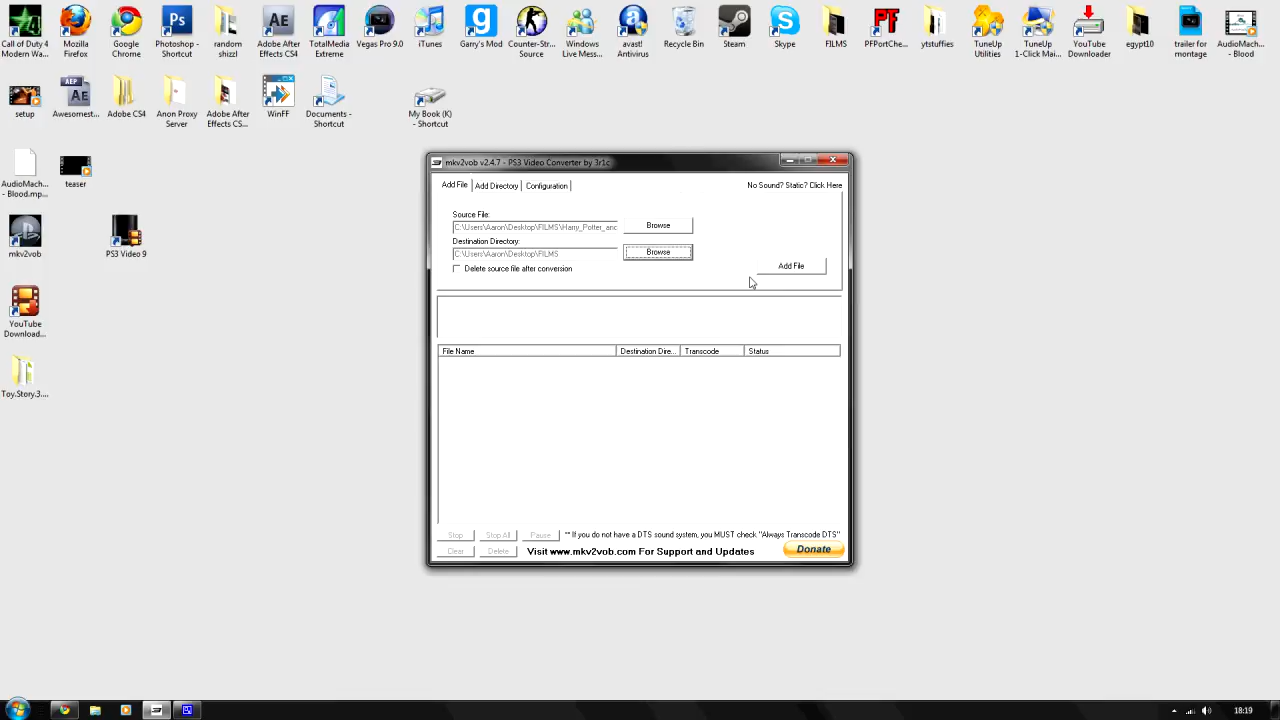 Call of Duty 4 Modern Wa...
Mozilla Firefox
Google Chrome
Photoshop - Shortcut
random shizzl
Adobe After Effects CS4
TotalMedia Extreme
Vegas Pro 9.0
iTunes
Garry's Mod
Counter-Str... Source
Windows Live Mess...
avast! Antivirus
Recycle Bin
Steam
Skype
FILMS
PFPortChe...
ytstuffies
TuneUp Utilities
TuneUp 1-Click Mai...
YouTube Downloader
egypt10
trailer for montage
AudioMach... - Blood
setup
Awesomest...
Adobe CS4
Anon Proxy Server
Adobe After Effects CS...
WinFF
Documents - Shortcut
My Book (K) - Shortcut
AudioMach... - Blood.mp...
teaser
mkv2vob
PS3 Video 9
YouTube Download...
Toy.Story.3....
mkv2vob v2.4.7 - PS3 Video Converter by 3r1c
Add File
Add Directory
Configuration
No Sound? Static? Click Here
Source File:
C:\Users\Aaron\Desktop\FILMS\Harry_Potter_and
Browse
Destination Directory:
C:\Users\Aaron\Desktop\FILMS
Browse
Delete source file after conversion
Add File
File Name
Destination Dire...
Transcode
Status
Stop
Stop All
Pause
** If you do not have a DTS sound system, you MUST check "Always Transcode DTS"
Clear
Delete
Visit www.mkv2vob.com For Support and Updates
Donate
18:19